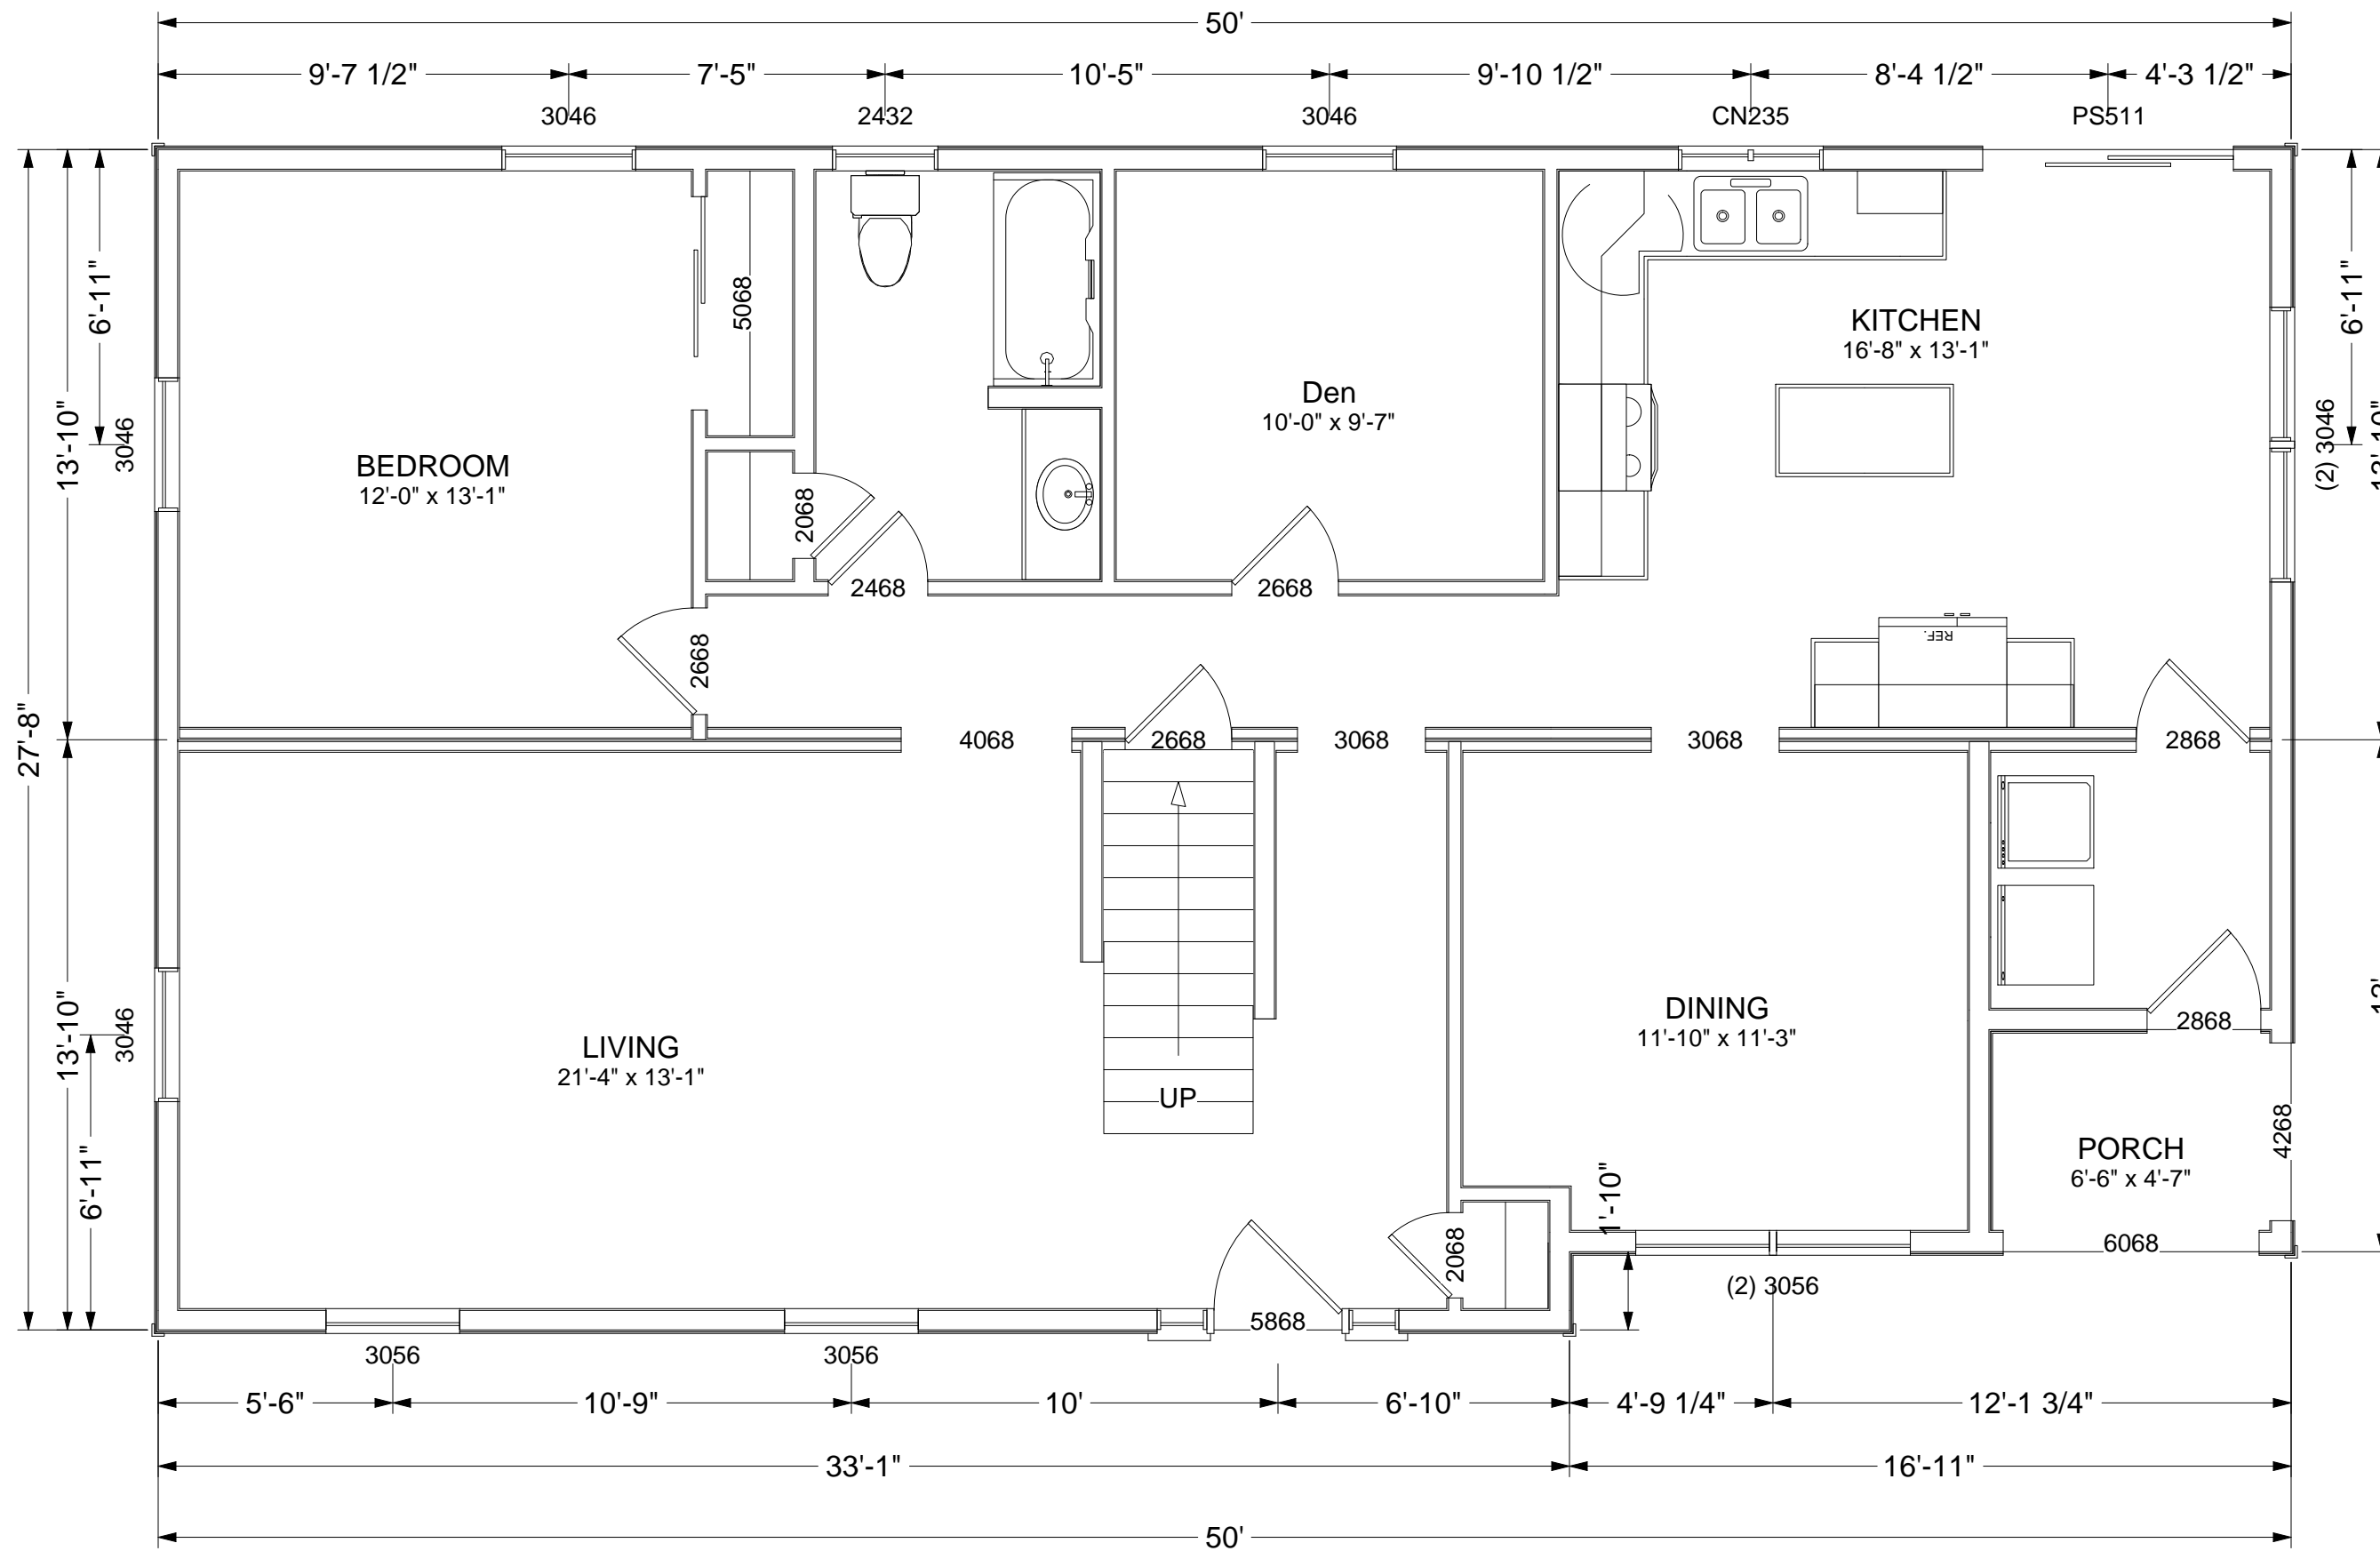 50'
9'-7 1/2" 7'-5" 10'-5" 9'-10 1/2" 8'-4 1/2" 4'-3 1/2"
3046 2432 3046 CN235 PS511
27'-8"
13'-10"
6'-11"
3046
13'-10"
6'-11"
3046
BEDROOM
12'-0" x 13'-1"
5068
2068
2468
2668
Den
10'-0" x 9'-7"
2668
KITCHEN
16'-8" x 13'-1"
REF.
6'-11"
(2) 3046
4068 2668 3068 3068 2868
LIVING
21'-4" x 13'-1"
UP
DINING
11'-10" x 11'-3"
2868
PORCH
6'-6" x 4'-7"
4268
1'-10"
2068
6068
(2) 3056
5868
3056 3056
5'-6" 10'-9" 10' 6'-10" 4'-9 1/4" 12'-1 3/4"
33'-1" 16'-11"
50'